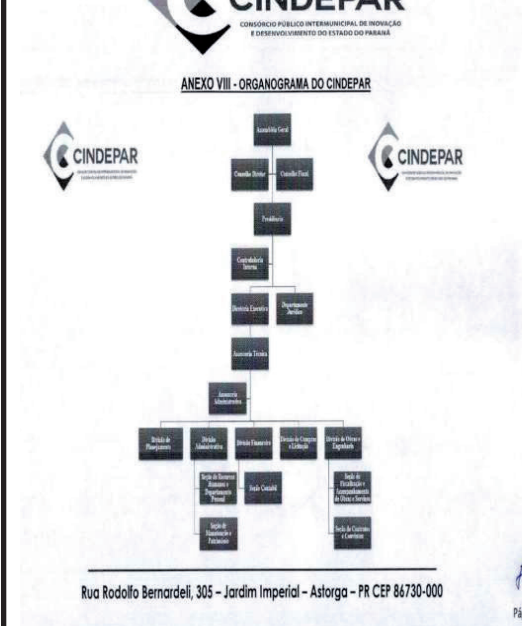 CINDEPAR
CONSÓRCIO PÚBLICO INTERMUNICIPAL DE INOVAÇÃO
E DESENVOLVIMENTO DO ESTADO DO PARANÁ
ANEXO VIII - ORGANOGRAMA DO CINDEPAR
CINDEPAR
CINDEPAR
Assembleia Geral
Conselho Diretor
Conselho Fiscal
Presidência
Controladoria
Interna
Diretoria Executiva
Departamento
Jurídico
Assessoria Técnica
Assessoria
Administrativa
Divisão de
Planejamento
Divisão
Administrativa
Divisão Financeira
Divisão de Compras
e Licitação
Divisão de Obras e
Engenharia
Seção de Recursos
Humanos e
Departamento
Pessoal
Seção Contábil
Seção de
Fiscalização e
Acompanhamento
de Obras e Serviços
Seção de
Manutenção e
Patrimônio
Seção de Contratos
e Convênios
Rua Rodolfo Bernardeli, 305 – Jardim Imperial – Astorga – PR CEP 86730-000